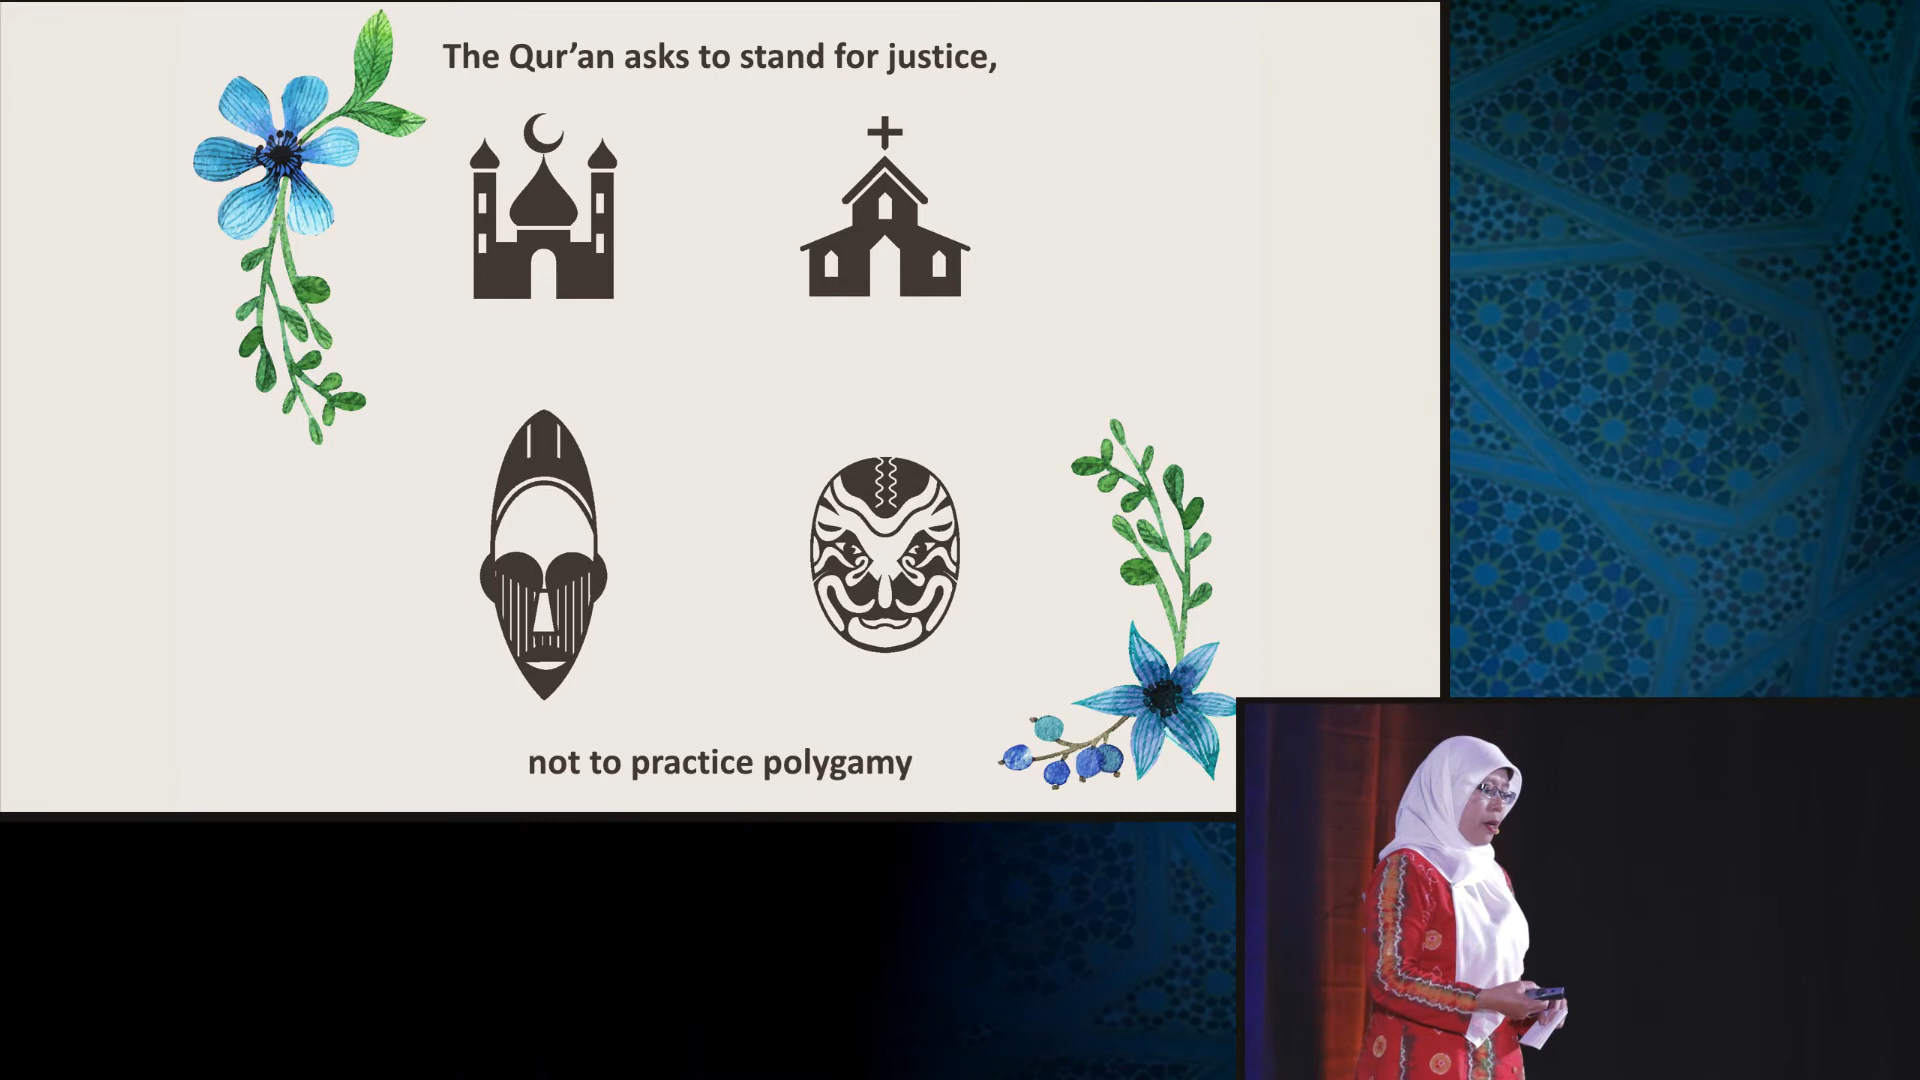 The Qur’an asks to stand for justice,
not to practice polygamy